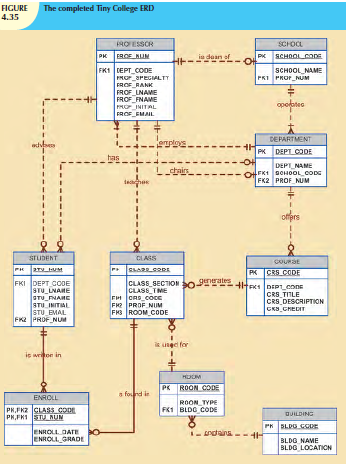 FIGURE
4.35
The completed Tiny College ERD
PROFESSOR
PK PROF_NUM
FK1 DEPT_CODE
PROF_SPECIALTY
PROF_RANK
PROF_LNAME
PROF_FNAME
PROF_INITIAL
PROF_EMAIL
is dean of
SCHOOL
PK SCHOOL_CODE
SCHOOL_NAME
FK1 PROF_NUM
operates
DEPARTMENT
PK DEPT_CODE
DEPT_NAME
FK1 SCHOOL_CODE
FK2 PROF_NUM
employs
chairs
has
advises
teaches
offers
STUDENT
PK STU_NUM
FK1 DEPT_CODE
STU_LNAME
STU_FNAME
STU_INITIAL
STU_EMAIL
FK2 PROF_NUM
CLASS
PK CLASS_CODE
CLASS_SECTION
CLASS_TIME
FK1 CRS_CODE
FK2 PROF_NUM
FK3 ROOM_CODE
generates
COURSE
PK CRS_CODE
FK1 DEPT_CODE
CRS_TITLE
CRS_DESCRIPTION
CRS_CREDIT
is written in
is found in
is used for
ENROLL
PK,FK2 CLASS_CODE
PK,FK1 STU_NUM
ENROLL_DATE
ENROLL_GRADE
ROOM
PK ROOM_CODE
ROOM_TYPE
FK1 BLDG_CODE
contains
BUILDING
PK BLDG_CODE
BLDG_NAME
BLDG_LOCATION